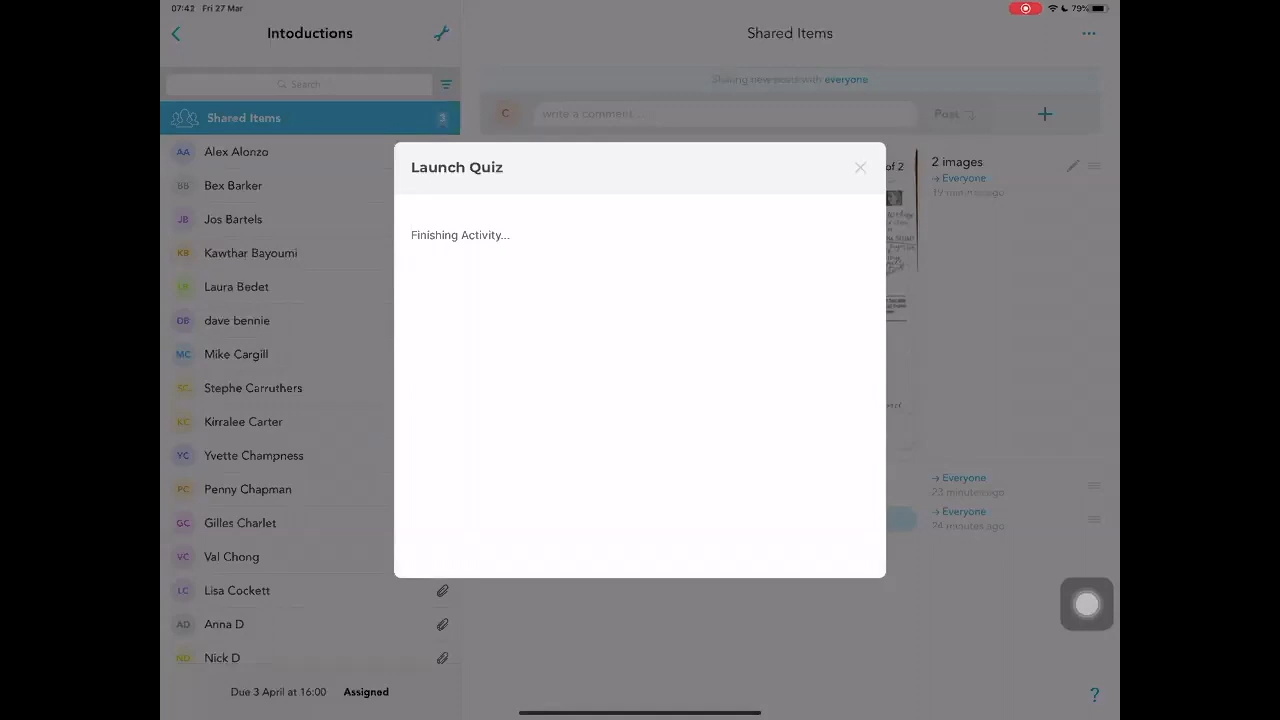 07:42 Fri 27 Mar
79%
Intoductions
Shared Items
Search
Sharing new posts with everyone
Shared Items 3
C write a comment... Post
AA Alex Alonzo
BB Bex Barker
JB Jos Bartels
KB Kawthar Bayoumi
LB Laura Bedet
DB dave bennie
MC Mike Cargill
SC Stephe Carruthers
KC Kirralee Carter
YC Yvette Champness
PC Penny Chapman
GC Gilles Charlet
VC Val Chong
LC Lisa Cockett
AD Anna D
ND Nick D
Due 3 April at 16:00 Assigned
Launch Quiz
Finishing Activity...
of 2
2 images
→ Everyone
19 minutes ago
→ Everyone
23 minutes ago
→ Everyone
24 minutes ago
?